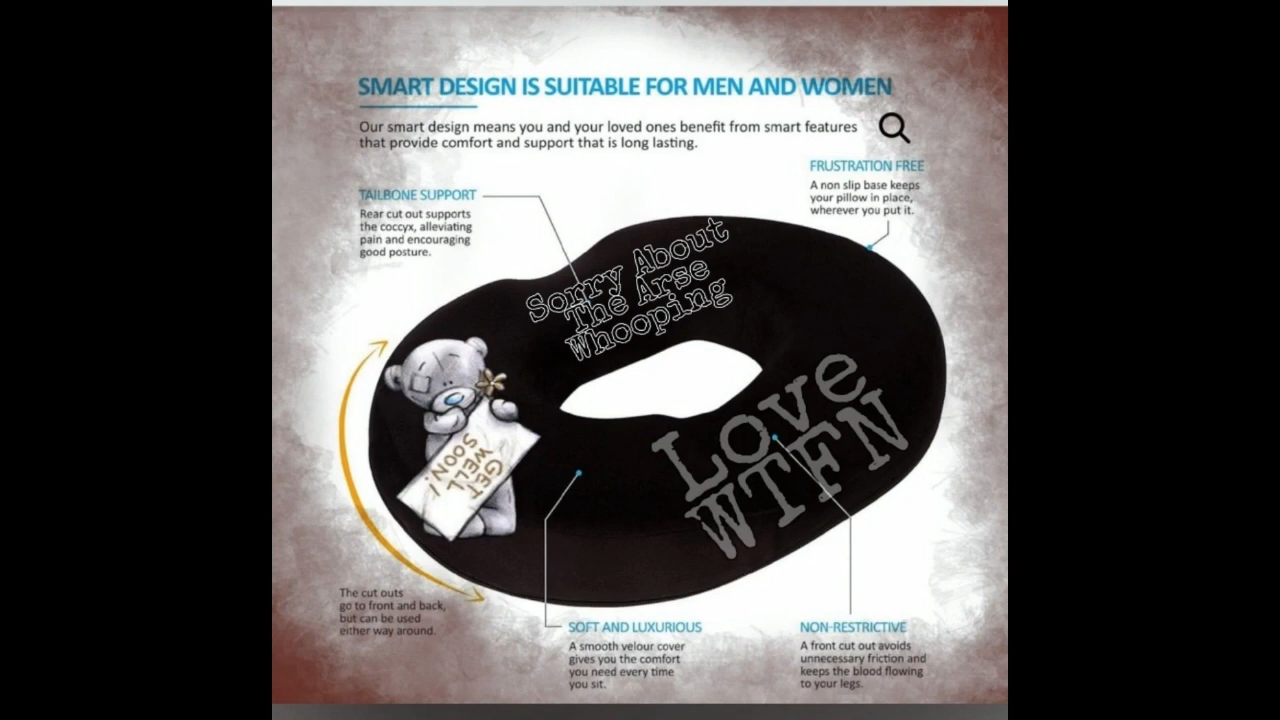 SMART DESIGN IS SUITABLE FOR MEN AND WOMEN
Our smart design means you and your loved ones benefit from smart features
that provide comfort and support that is long lasting.
FRUSTRATION FREE
A non slip base keeps
your pillow in place,
wherever you put it.
TAILBONE SUPPORT
Rear cut out supports
the coccyx, alleviating
pain and encouraging
good posture.
Sorry About
The Arse
Whooping
GET
WELL
SOON!
Love
WTFN
The cut outs
go to front and back,
but can be used
either way around.
SOFT AND LUXURIOUS
A smooth velour cover
gives you the comfort
you need every time
you sit.
NON-RESTRICTIVE
A front cut out avoids
unnecessary friction and
keeps the blood flowing
to your legs.